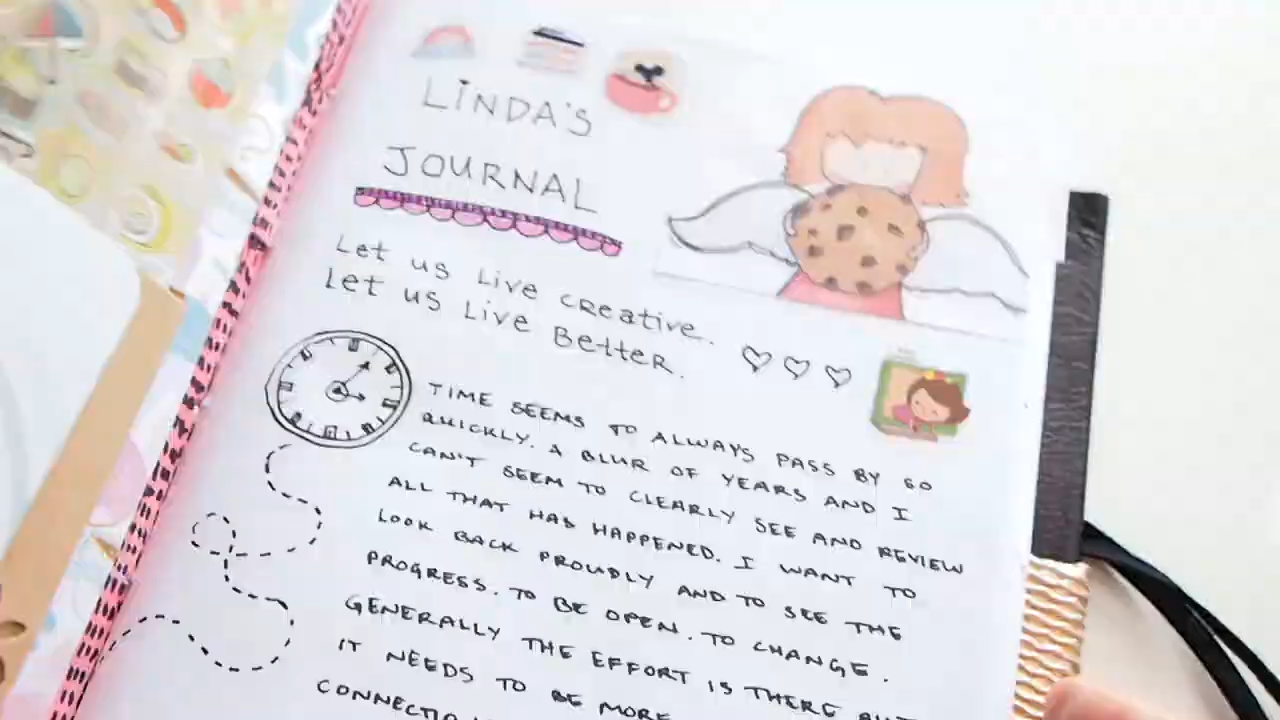 LINDA'S
JOURNAL
Let us Live creative.
Let us Live Better.
TIME SEEMS TO ALWAYS PASS BY SO
QUICKLY. A BLUR OF YEARS AND I
CAN'T SEEM TO CLEARLY SEE AND REVIEW
ALL THAT HAS HAPPENED. I WANT TO
LOOK BACK PROUDLY AND TO SEE THE
PROGRESS. TO BE OPEN. TO CHANGE.
GENERALLY THE EFFORT IS THERE BUT
IT NEEDS TO BE MORE